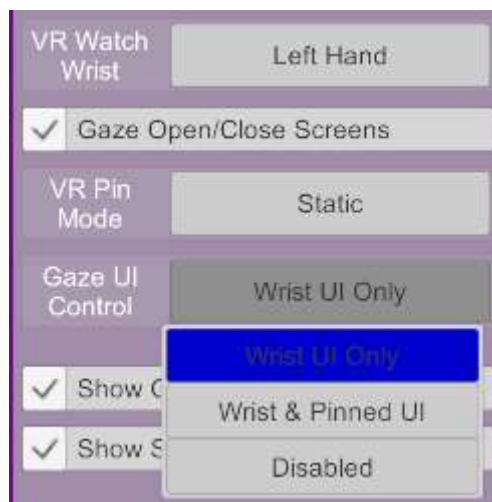 VR Watch
Wrist
Left Hand
Gaze Open/Close Screens
VR Pin
Mode
Static
Gaze UI
Control
Wrist UI Only
Wrist UI Only
Show
Wrist & Pinned UI
Show
Disabled